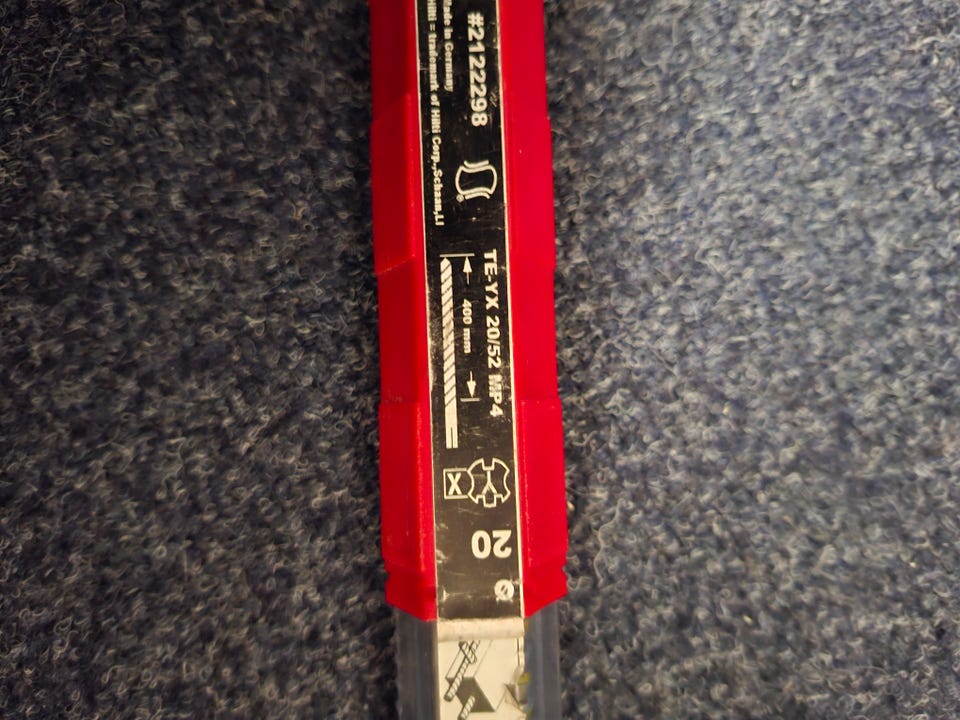 #2122298
Made in Germany
Hilti = trademark of Hilti Corp.,Schaan,LI
TE-YX 20/52 MP4
400 mm
X
20
Ø